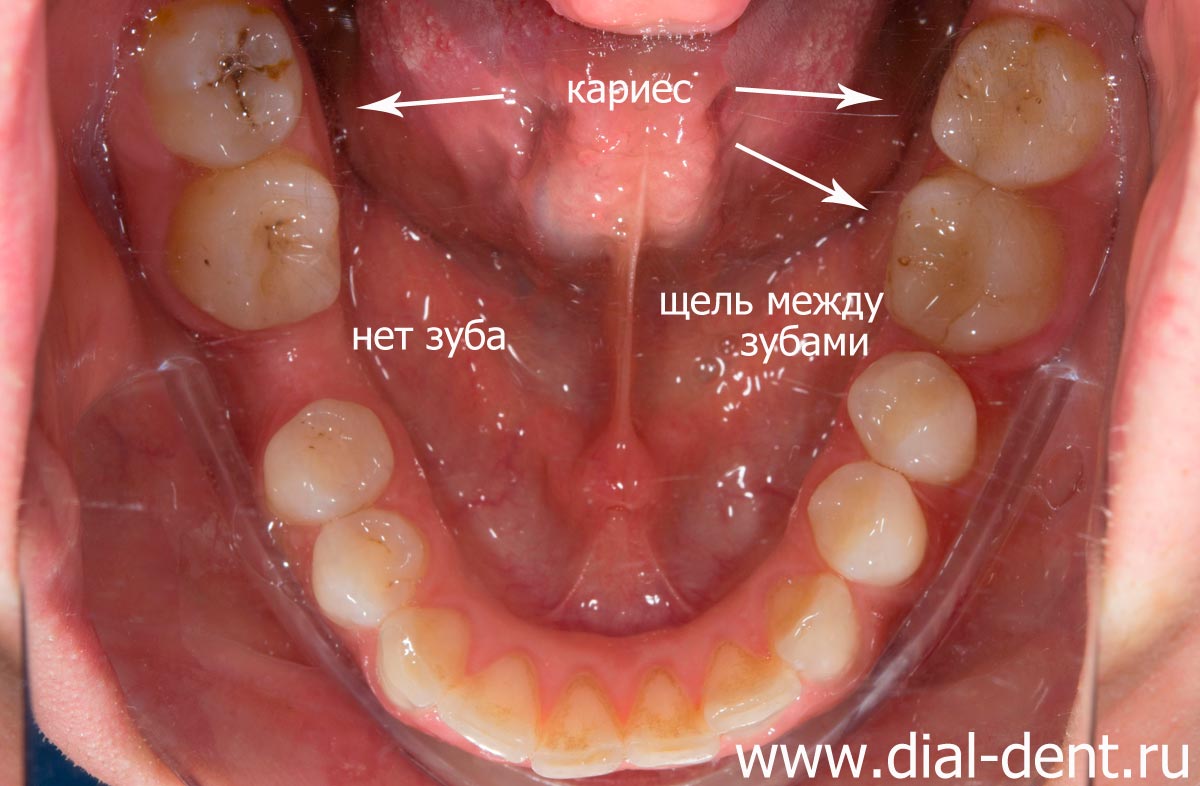 кариес
щель между
зубами
нет зуба
www.dial-dent.ru